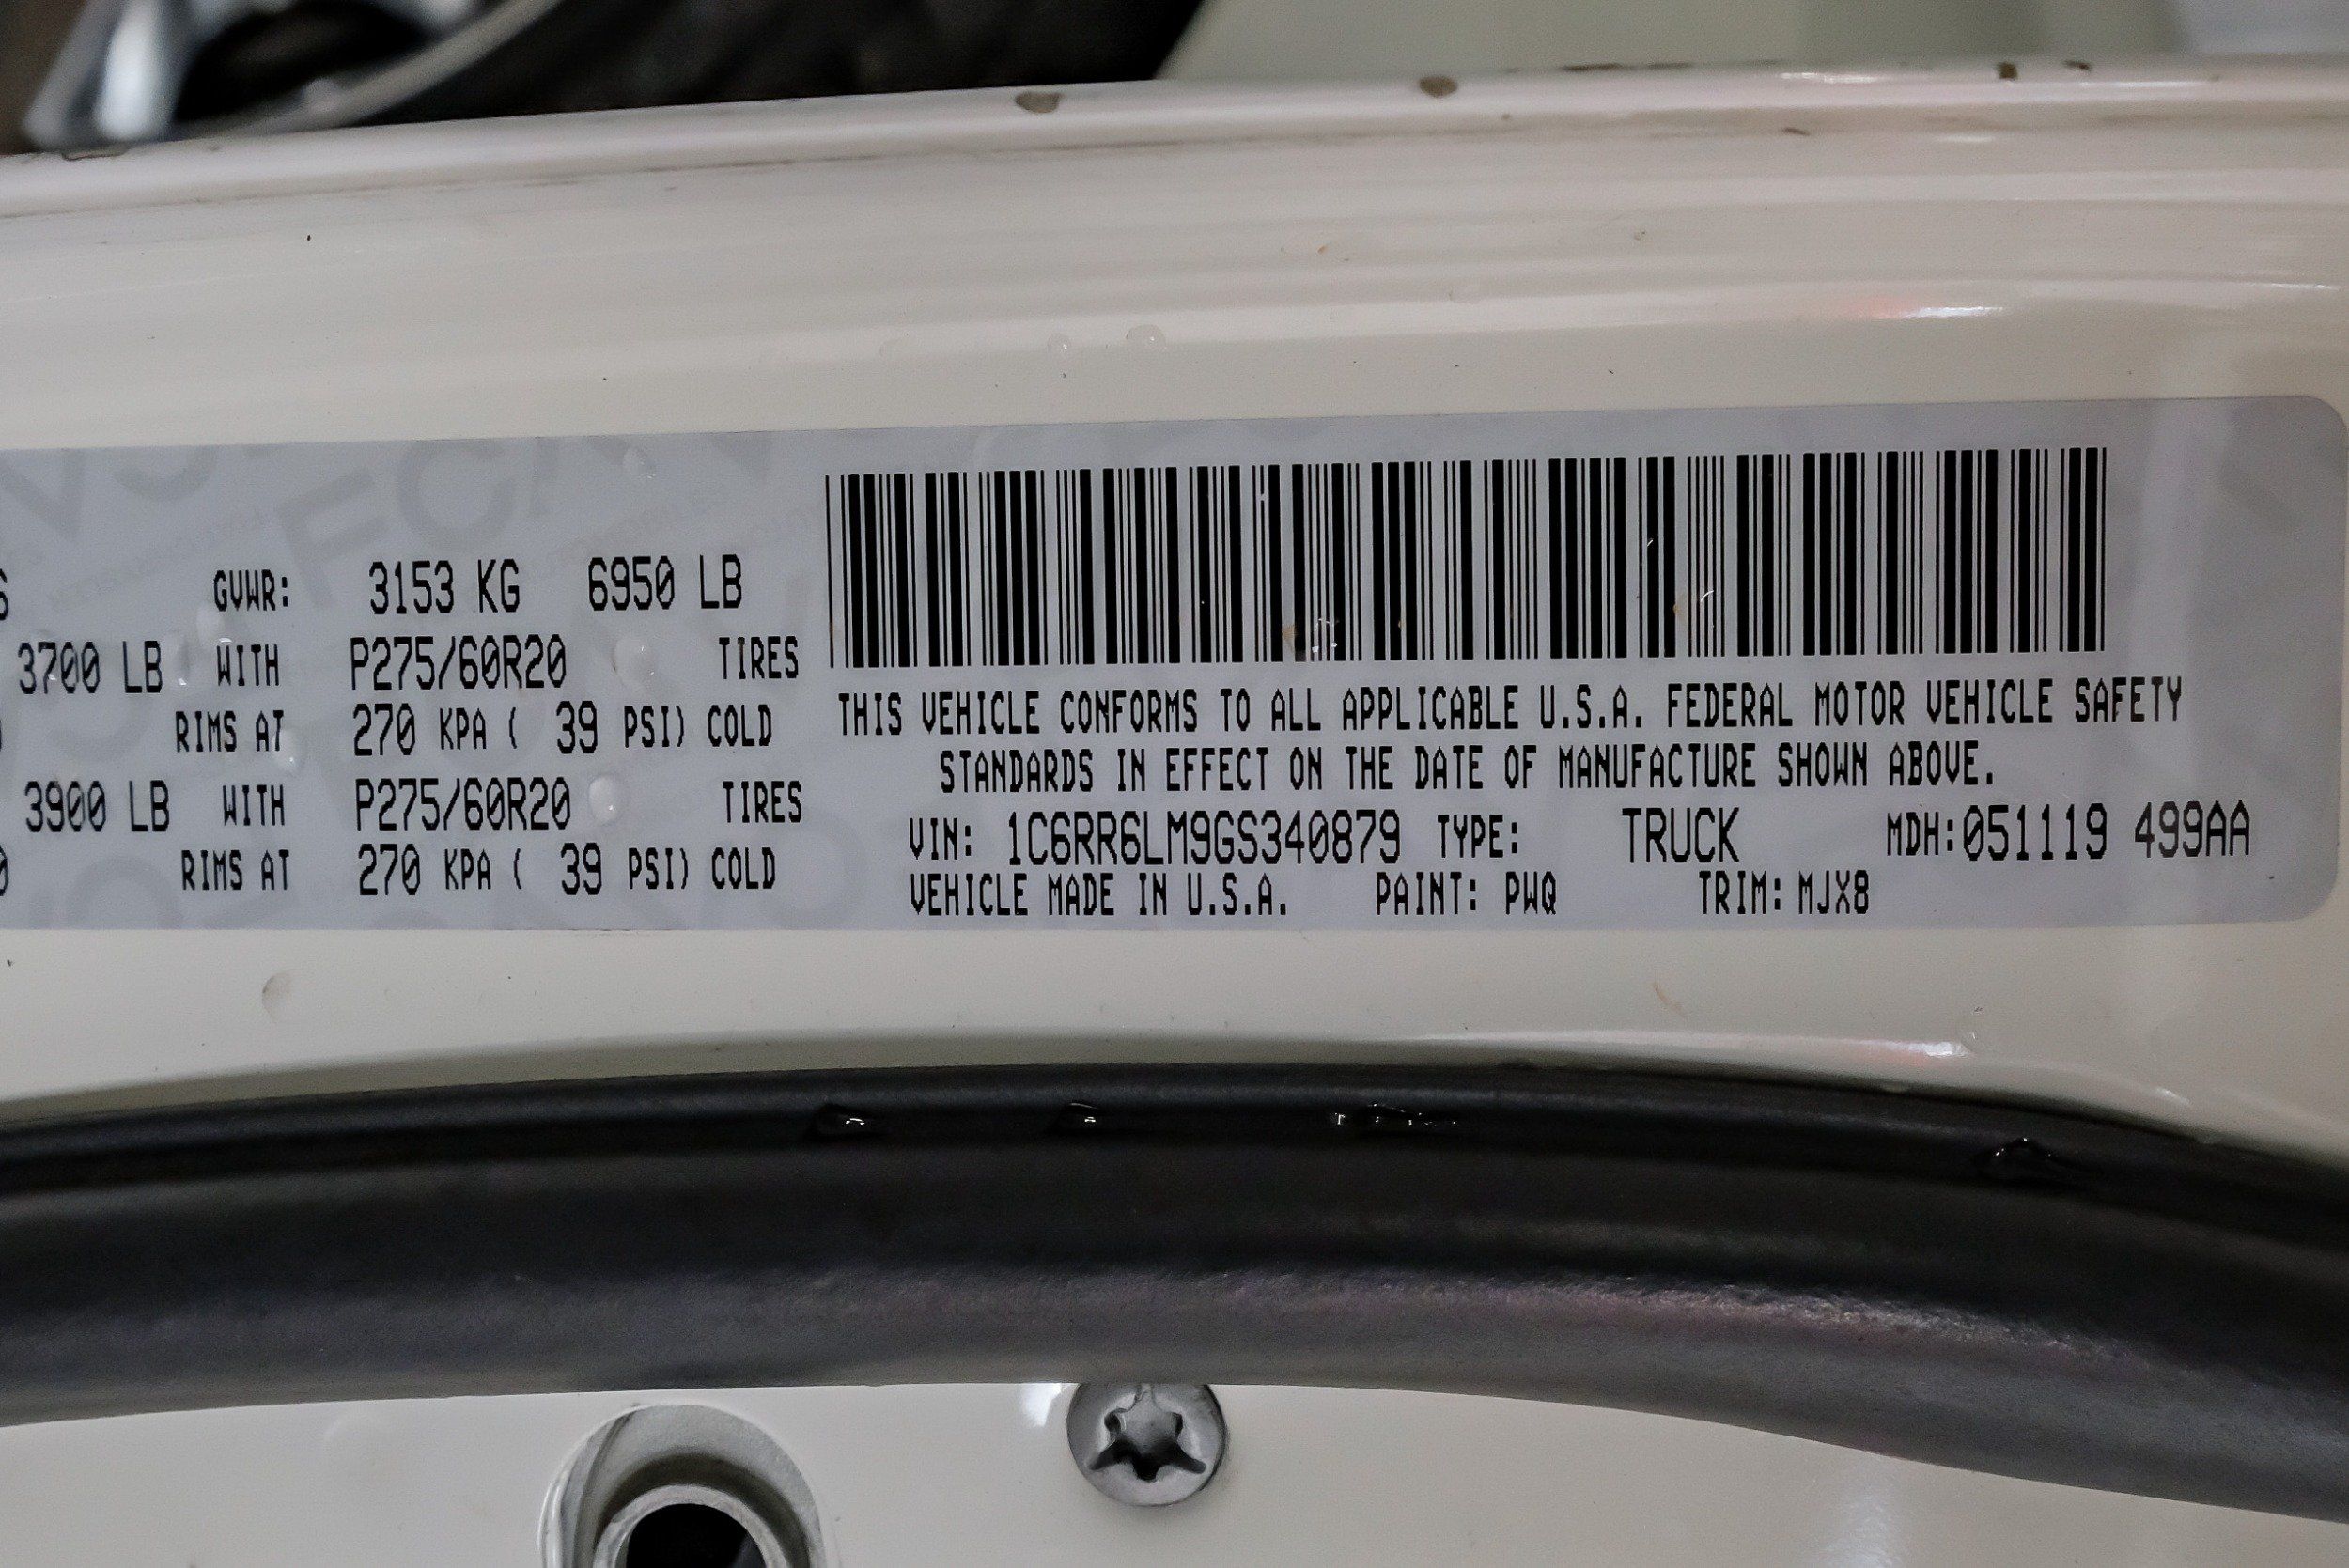 GVWR: 3153 KG 6950 LB
3700 LB WITH P275/60R20 TIRES
RIMS AT 270 KPA ( 39 PSI) COLD
3900 LB WITH P275/60R20 TIRES
RIMS AT 270 KPA ( 39 PSI) COLD
THIS VEHICLE CONFORMS TO ALL APPLICABLE U.S.A. FEDERAL MOTOR VEHICLE SAFETY
STANDARDS IN EFFECT ON THE DATE OF MANUFACTURE SHOWN ABOVE.
VIN: 1C6RR6LM9GS340879 TYPE: TRUCK MDH:051119 499AA
VEHICLE MADE IN U.S.A. PAINT: PWQ TRIM: MJX8